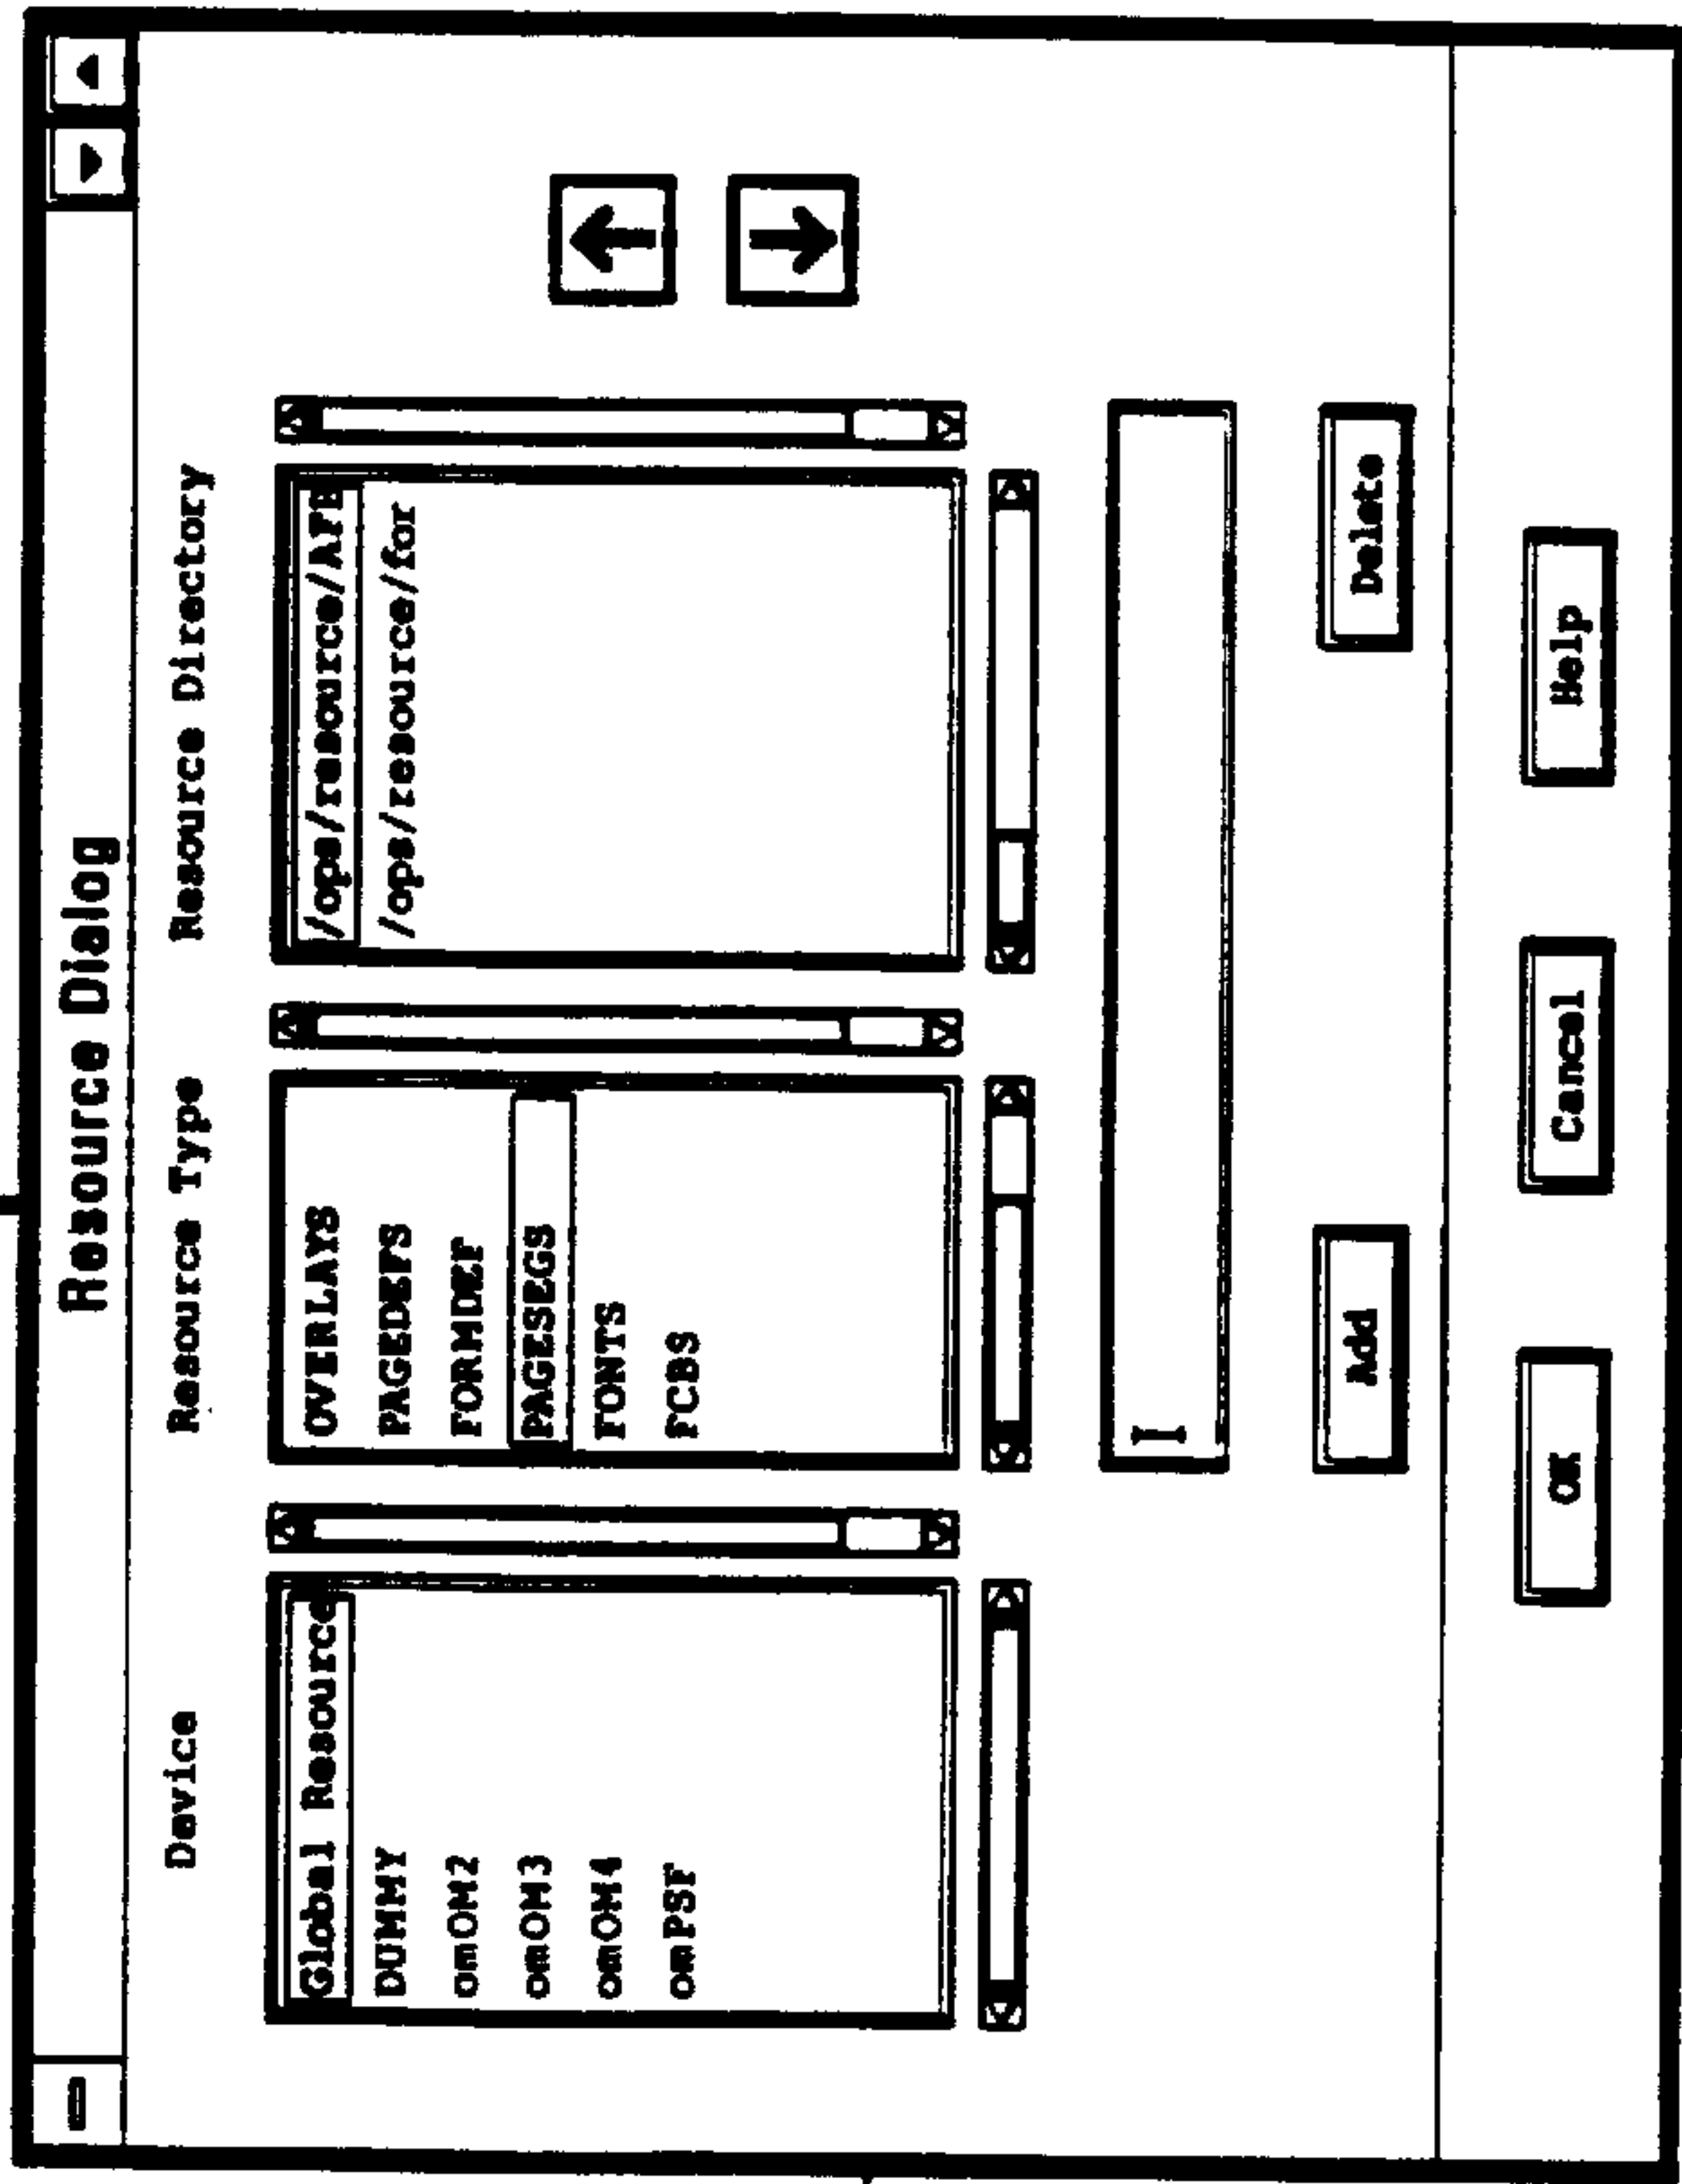 Resource Dialog
Device
Resource Type
Resource Directory
Global Resource
DUMMY
omOM2
omOM3
omOM4
omPSF
OVERLAYS
PAGEDEFS
FORMDEF
PAGESEGS
FONTS
FCBS
/ops/resource/AFP
/ops/resource/for
Add
Delete
OK
Cancel
Help